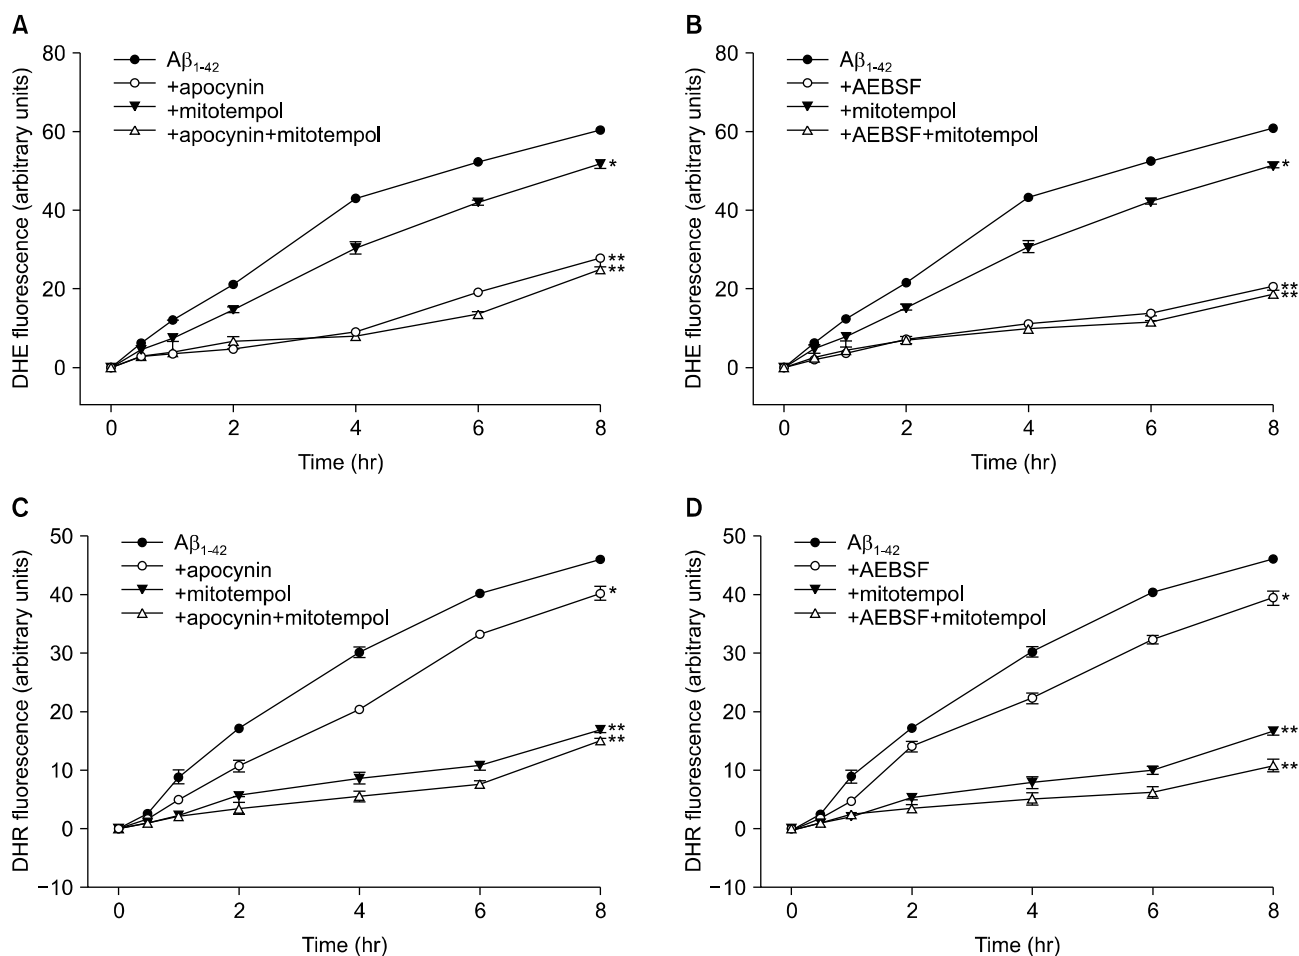 A
DHE fluorescence (arbitrary units)
80
60
40
20
0
Aβ1-42
+apocynin
+mitotempol
+apocynin+mitotempol
*
**
**
0 2 4 6 8
Time (hr)
B
DHE fluorescence (arbitrary units)
80
60
40
20
0
Aβ1-42
+AEBSF
+mitotempol
+AEBSF+mitotempol
*
**
**
0 2 4 6 8
Time (hr)
C
DHR fluorescence (arbitrary units)
50
40
30
20
10
0
−10
Aβ1-42
+apocynin
+mitotempol
+apocynin+mitotempol
*
**
**
0 2 4 6 8
Time (hr)
D
DHR fluorescence (arbitrary units)
50
40
30
20
10
0
−10
Aβ1-42
+AEBSF
+mitotempol
+AEBSF+mitotempol
*
**
**
0 2 4 6 8
Time (hr)